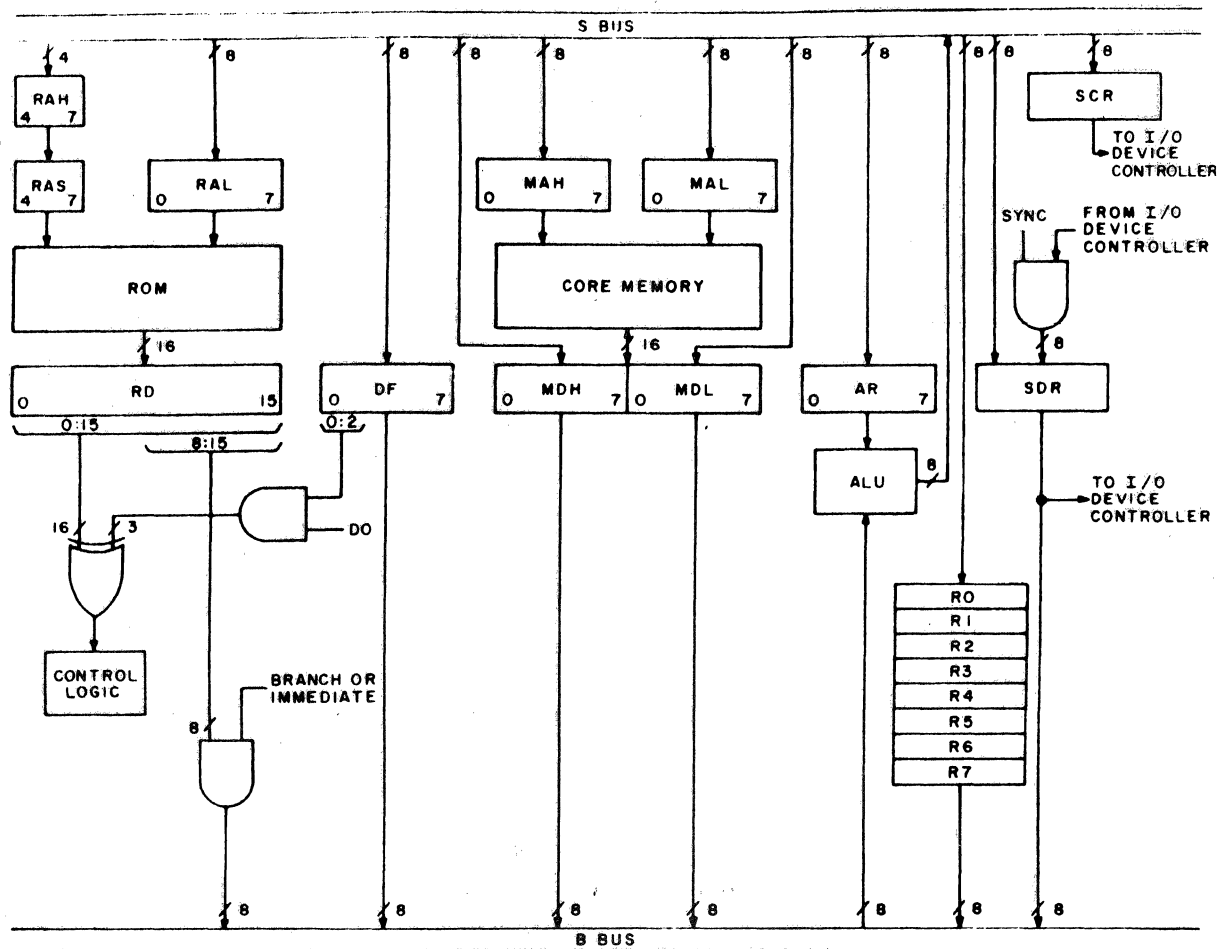 S BUS
4
8
8
8
8
8
8
8
8
8
8
RAH
4 7
SCR
TO I/O
DEVICE
CONTROLLER
RAS
4 7
RAL
0 7
MAH
0 7
MAL
0 7
SYNC
FROM I/O
DEVICE
CONTROLLER
ROM
CORE MEMORY
16
16
8
RD
0 15
DF
0 7
MDH
0 7
MDL
0 7
AR
0 7
SDR
0:15
8:15
0:2
ALU
8
TO I/O
DEVICE
CONTROLLER
16
3
DO
R0
R1
R2
R3
R4
R5
R6
R7
CONTROL
LOGIC
BRANCH OR
IMMEDIATE
8
8
8
8
8
8
8
8
B BUS